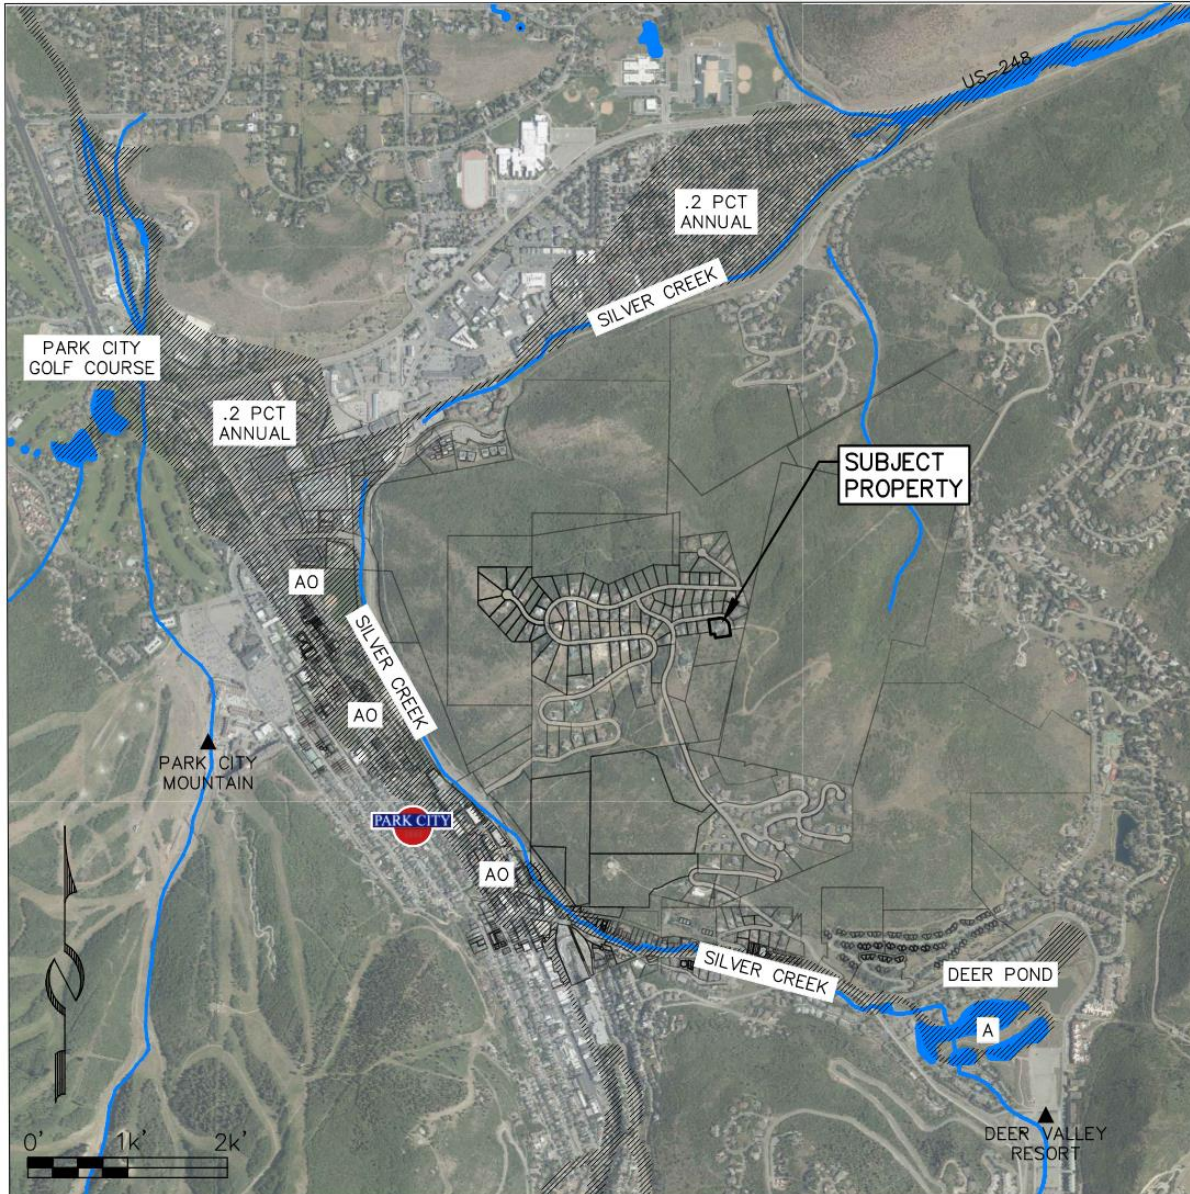 US-248
.2 PCT
ANNUAL
SILVER CREEK
PARK CITY
GOLF COURSE
.2 PCT
ANNUAL
SUBJECT
PROPERTY
AO
SILVER CREEK
AO
PARK CITY
MOUNTAIN
PARK CITY
AO
SILVER CREEK
DEER POND
A
DEER VALLEY
RESORT
0' 1k' 2k'